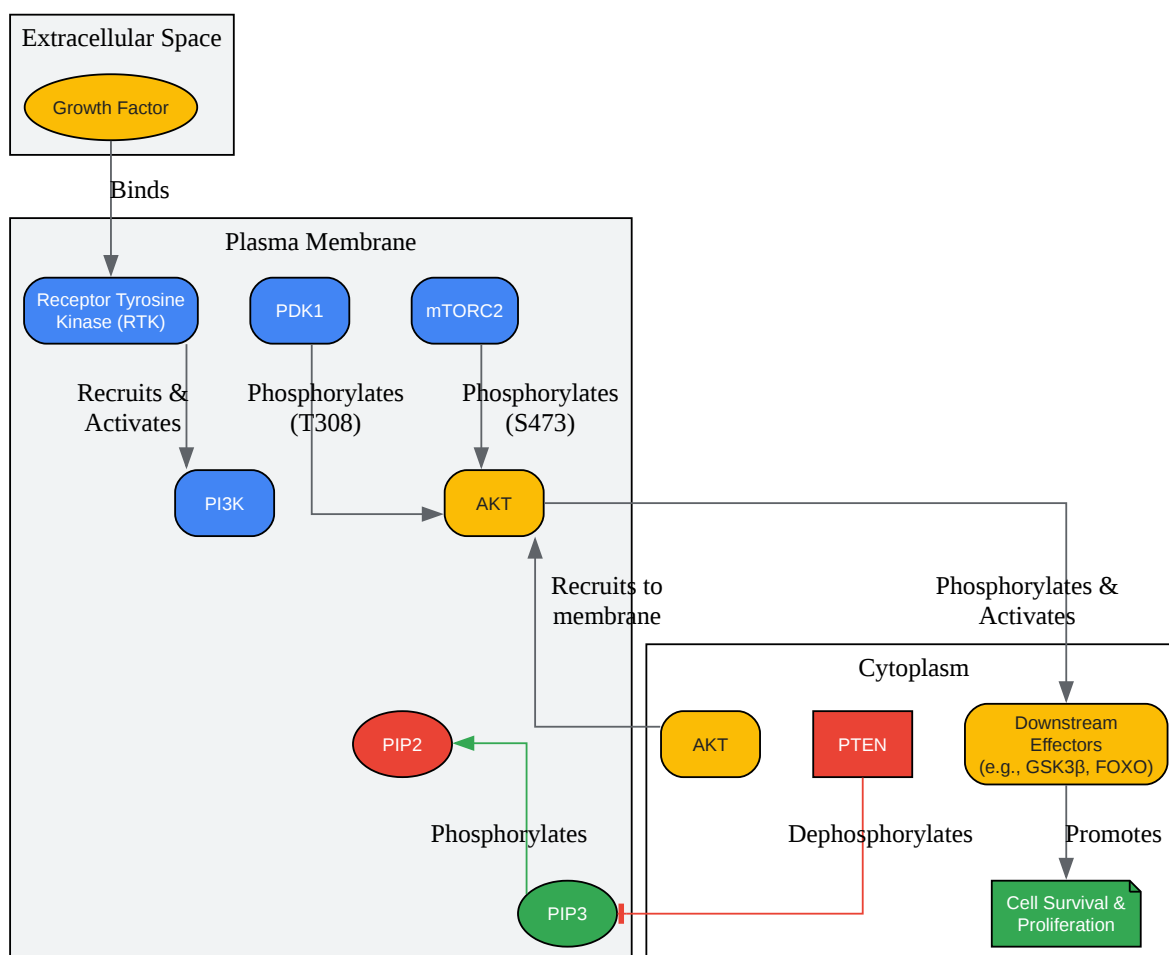 Extracellular Space
Growth Factor
Binds
Plasma Membrane
Receptor Tyrosine
Kinase (RTK)
PDK1
mTORC2
Recruits &
Activates
Phosphorylates
(T308)
Phosphorylates
(S473)
PI3K
AKT
Recruits to
membrane
Phosphorylates &
Activates
Cytoplasm
PIP2
AKT
PTEN
Downstream
Effectors
(e.g., GSK3β, FOXO)
Phosphorylates
Dephosphorylates
Promotes
PIP3
Cell Survival &
Proliferation